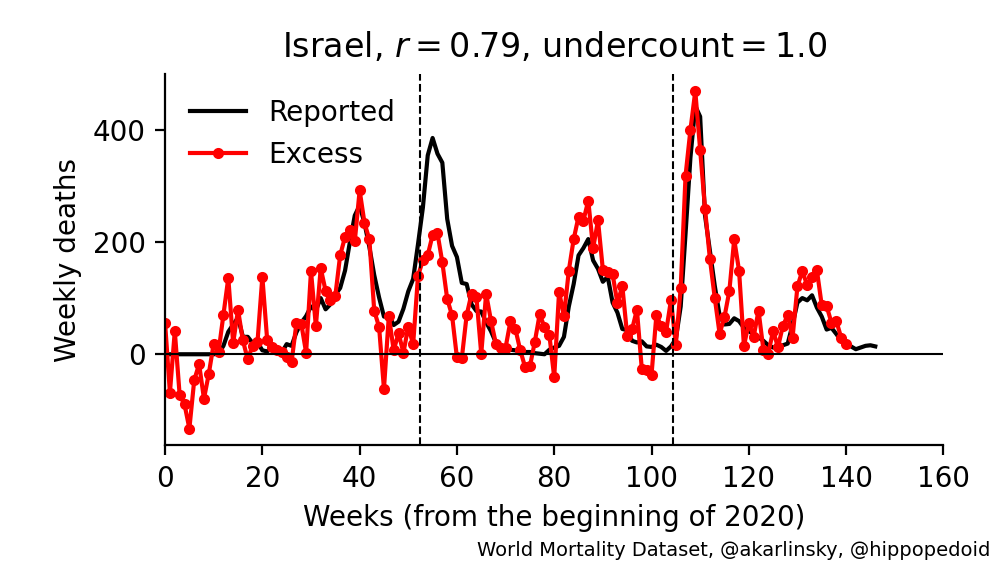 Israel, r = 0.79, undercount = 1.0
Reported
Excess
Weekly deaths
400
200
0
0 20 40 60 80 100 120 140 160
Weeks (from the beginning of 2020)
World Mortality Dataset, @akarlinsky, @hippopedoid